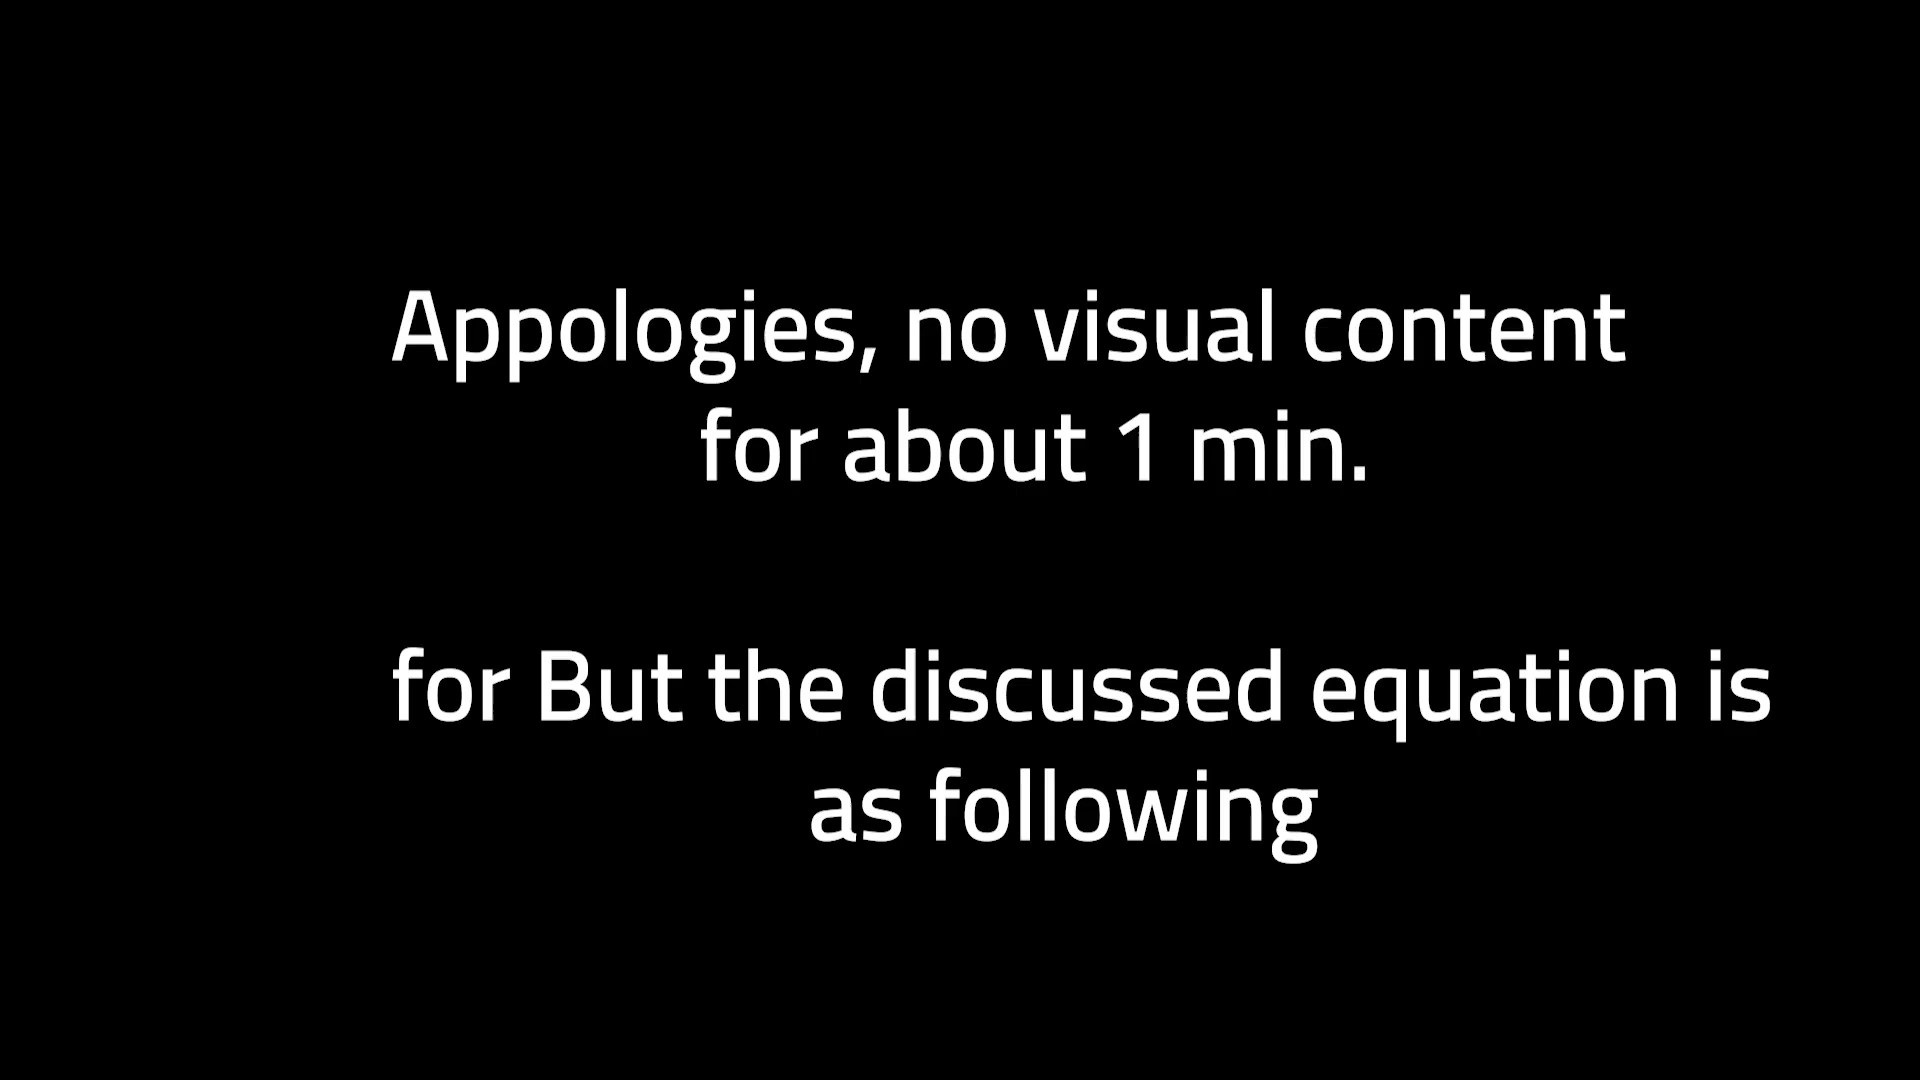 Appologies, no visual content
for about 1 min.
for But the discussed equation is
as following